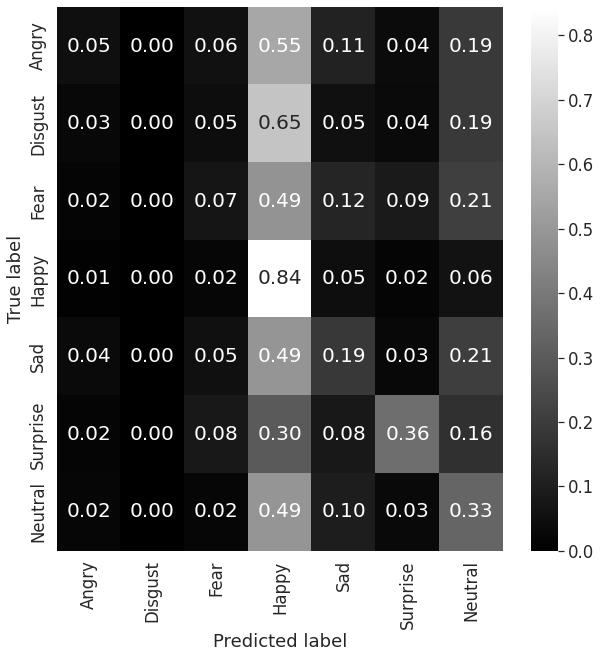 Angry 0.05 0.00 0.06 0.55 0.11 0.04 0.19
Disgust 0.03 0.00 0.05 0.65 0.05 0.04 0.19
Fear 0.02 0.00 0.07 0.49 0.12 0.09 0.21
Happy 0.01 0.00 0.02 0.84 0.05 0.02 0.06
Sad 0.04 0.00 0.05 0.49 0.19 0.03 0.21
Surprise 0.02 0.00 0.08 0.30 0.08 0.36 0.16
Neutral 0.02 0.00 0.02 0.49 0.10 0.03 0.33
True label
Angry Disgust Fear Happy Sad Surprise Neutral
Predicted label
0.8
0.7
0.6
0.5
0.4
0.3
0.2
0.1
0.0